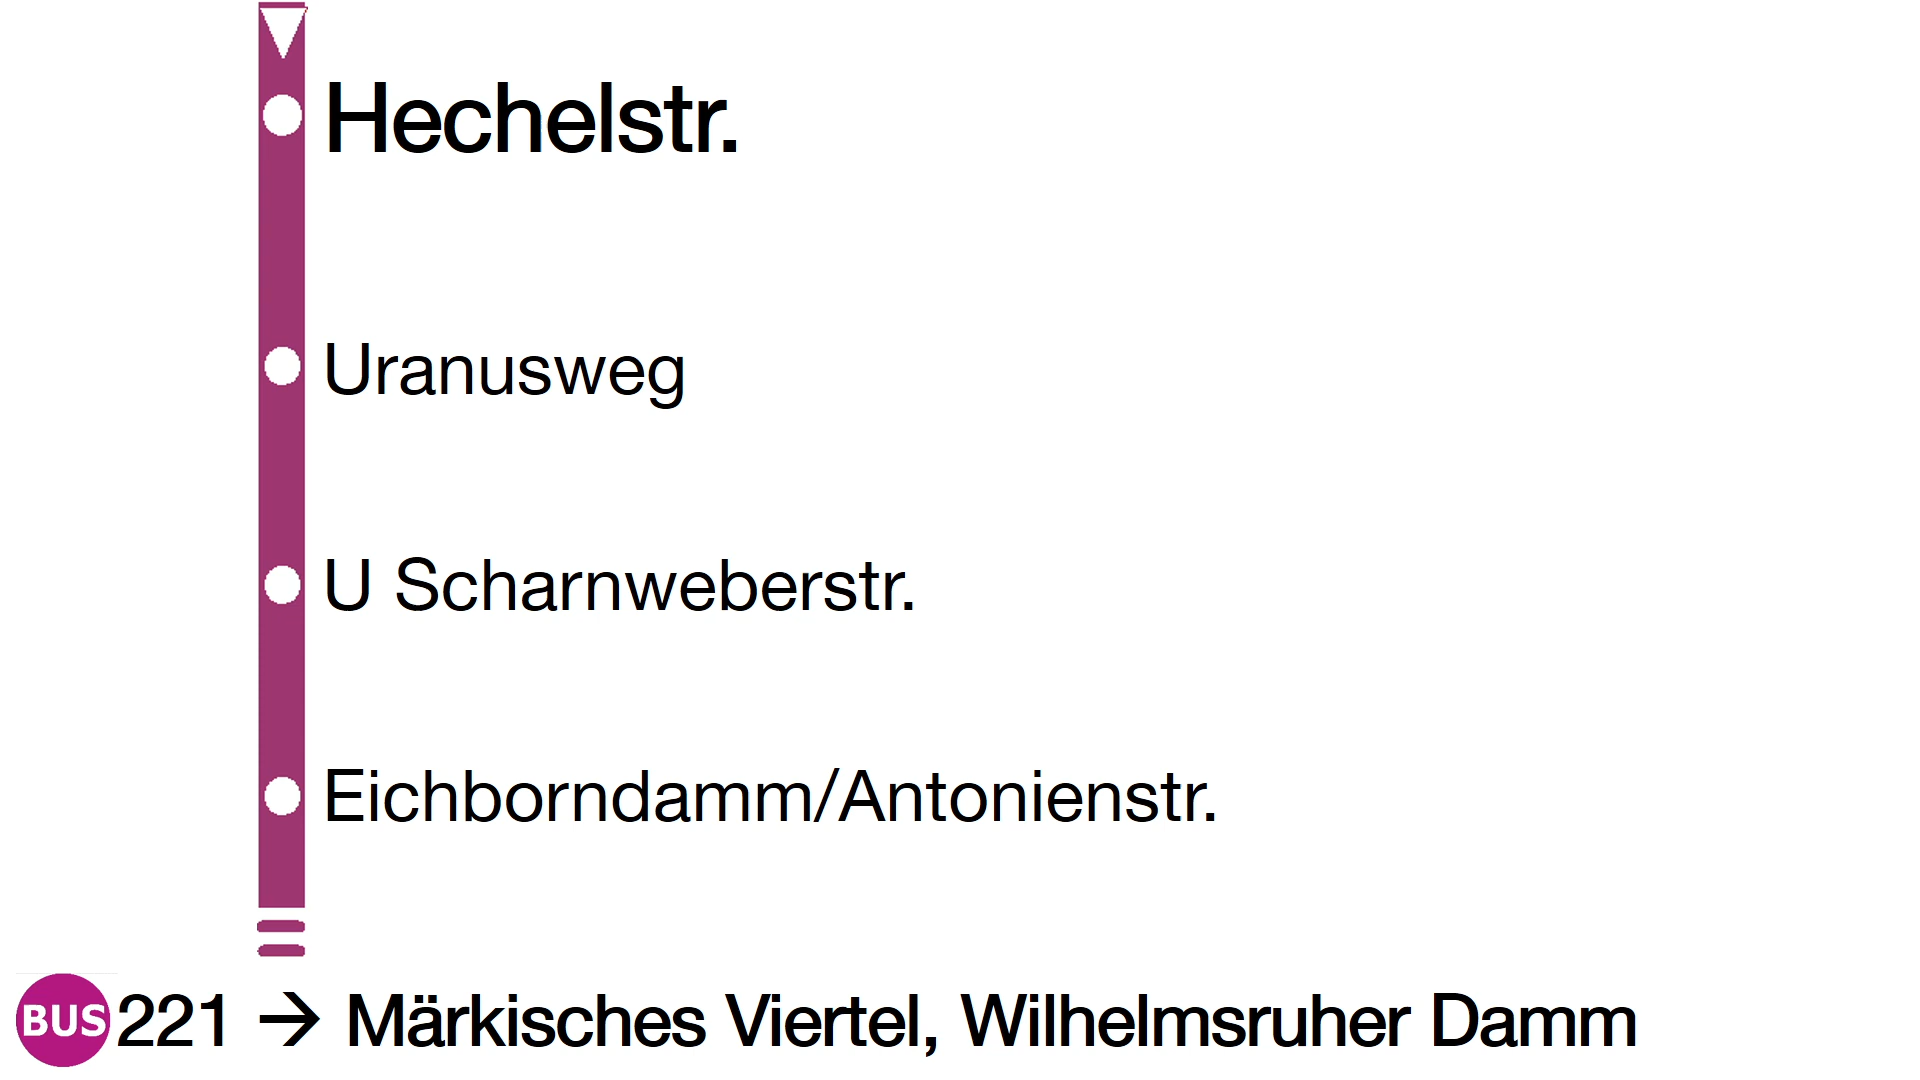 Hechelstr.
Uranusweg
U Scharnweberstr.
Eichborndamm/Antonienstr.
BUS 221 → Märkisches Viertel, Wilhelmsruher Damm